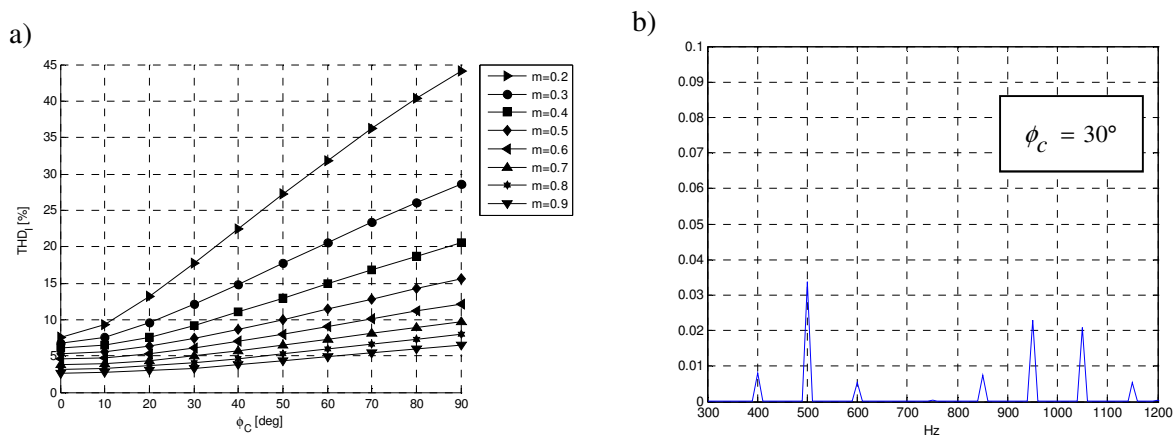 a)
THD_I [%]
45
40
35
30
25
20
15
10
5
0
0 10 20 30 40 50 60 70 80 90
ϕ_C [deg]
m=0.2
m=0.3
m=0.4
m=0.5
m=0.6
m=0.7
m=0.8
m=0.9
b)
0.1
0.09
0.08
0.07
0.06
0.05
0.04
0.03
0.02
0.01
0
300 400 500 600 700 800 900 1000 1100 1200
Hz
ϕ_c = 30°